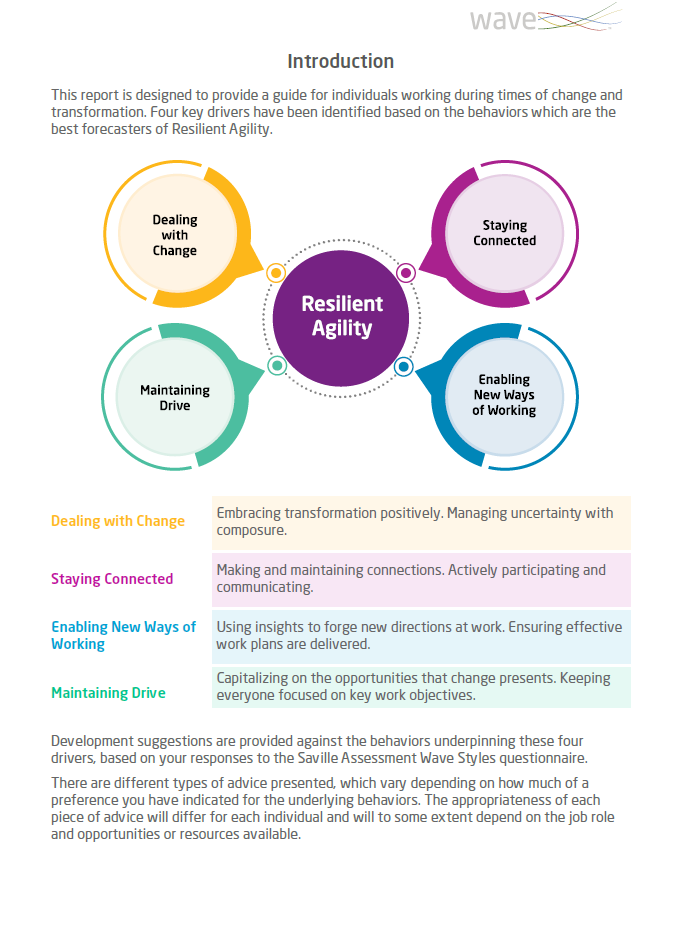 wave
Introduction
This report is designed to provide a guide for individuals working during times of change and
transformation. Four key drivers have been identified based on the behaviors which are the
best forecasters of Resilient Agility.
Dealing
with
Change
Staying
Connected
Resilient
Agility
Maintaining
Drive
Enabling
New Ways
of Working
Dealing with Change
Embracing transformation positively. Managing uncertainty with
composure.
Staying Connected
Making and maintaining connections. Actively participating and
communicating.
Enabling New Ways of
Working
Using insights to forge new directions at work. Ensuring effective
work plans are delivered.
Maintaining Drive
Capitalizing on the opportunities that change presents. Keeping
everyone focused on key work objectives.
Development suggestions are provided against the behaviors underpinning these four
drivers, based on your responses to the Saville Assessment Wave Styles questionnaire.
There are different types of advice presented, which vary depending on how much of a
preference you have indicated for the underlying behaviors. The appropriateness of each
piece of advice will differ for each individual and will to some extent depend on the job role
and opportunities or resources available.